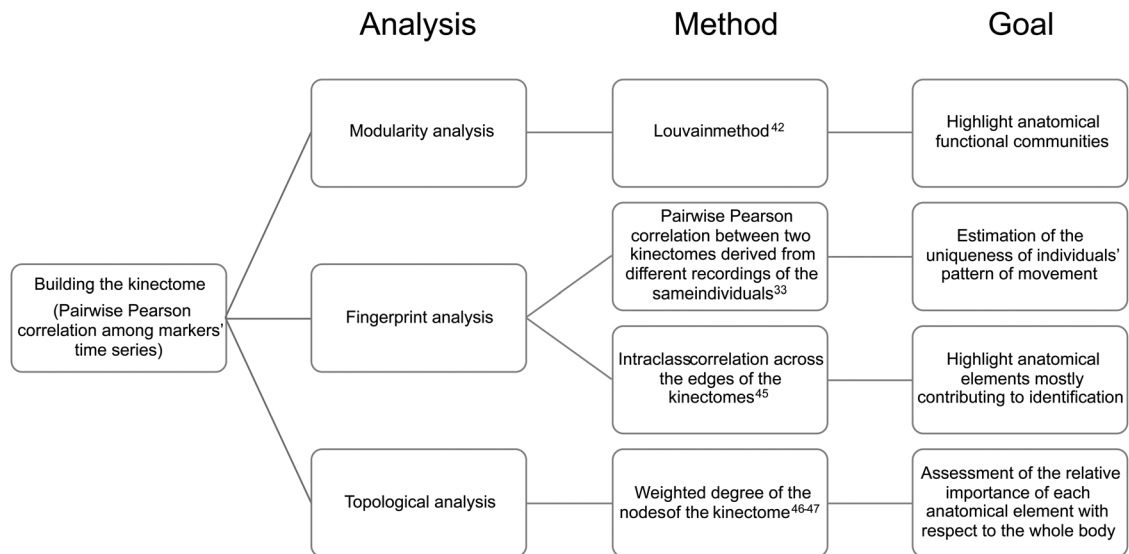 Analysis
Method
Goal
Building the kinectome
(Pairwise Pearson
correlation among markers’
time series)
Modularity analysis
Louvainmethod42
Highlight anatomical
functional communities
Fingerprint analysis
Pairwise Pearson
correlation between two
kinectomes derived from
different recordings of the
sameindividuals33
Estimation of the
uniqueness of individuals’
pattern of movement
Intraclasscorrelation across
the edges of the
kinectomes45
Highlight anatomical
elements mostly
contributing to identification
Topological analysis
Weighted degree of the
nodesof the kinectome46-47
Assessment of the relative
importance of each
anatomical element with
respect to the whole body